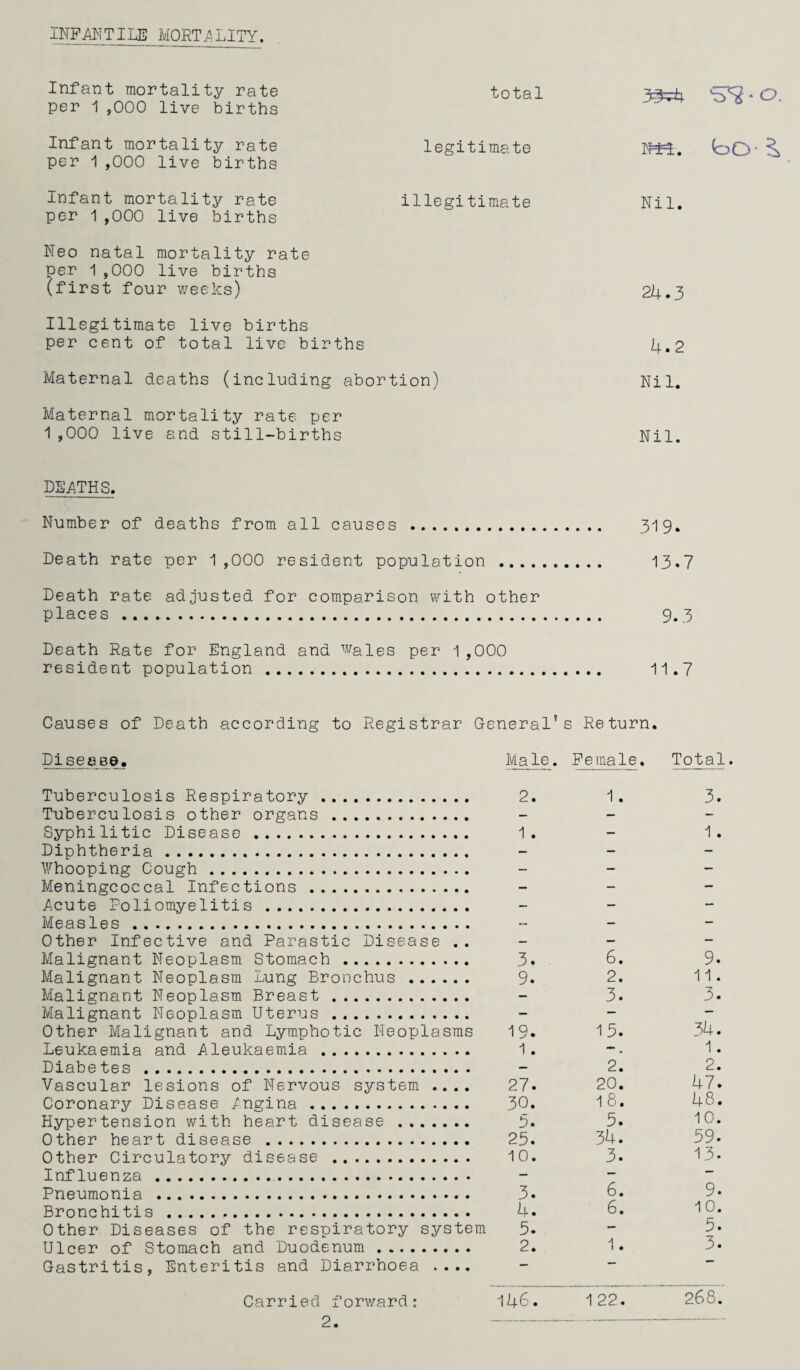 INFANTILE MORTALITY.
Infant mortality rate total 33.4 59.0.
per 1,000 live births
Infant mortality rate legitimate Nil. 60.3
per 1,000 live births
Infant mortality rate illegitimate Nil.
per 1,000 live births
Neo natal mortality rate
per 1,000 live births
(first four weeks) 24.3
Illegitimate live births
per cent of total live births 4.2
Maternal deaths (including abortion) Nil.
Maternal mortality rate per
1,000 live and still-births Nil.
DEATHS.
Number of deaths from all causes .................... 319.
Death rate per 1,000 resident population .......... 13.7
Death rate adjusted for comparison with other
places ............................................... 9.3
Death Rate for England and Wales per 1,000
resident population ................................. 11.7
Causes of Death according to Registrar General's Return.
Disease. Male. Female. Total.
Tuberculosis Respiratory .............. 2. 1. 3.
Tuberculosis other organs ............. - - -
Syphilitic Disease .................... 1. - 1.
Diphtheria ............................ - - -
Whooping Cough ........................ - - -
Meningcoccal Infections ............... - - -
Acute Poliomyelitis ................... - - -
Measles ............................... - - -
Other Infective and Parastic Disease .. - - -
Malignant Neoplasm Stomach ............ 3. 6. 9.
Malignant Neoplasm Lung Bronchus ...... 9. 2. 11.
Malignant Neoplasm Breast ............. - 3. 3.
Malignant Neoplasm Uterus ............. - - -
Other Malignant and Lymphotic Neoplasms 19. 15. 34.
Leukaemia and Aleukaemia .............. 1. -. 1.
Diabetes .............................. - 2. 2.
Vascular lesions of Nervous system .... 27. 20. 47.
Coronary Disease Angina ............... 30. 18. 48.
Hypertension with heart disease ....... 5. 5. 10.
Other heart disease ................... 25. 34. 59.
Other Circulatory disease ............. 10. 3. 13.
Influenza ............................. - - -
Pneumonia ............................. 3. 6. 9.
Bronchitis ............................ 4. 6. 10.
Other Diseases of the respiratory system 5. - 5.
Ulcer of Stomach and Duodenum ......... 2. 1. 3.
Gastritis, Enteritis and Diarrhoea .... - - -
Carried forward: 146. 122. 268.
2.